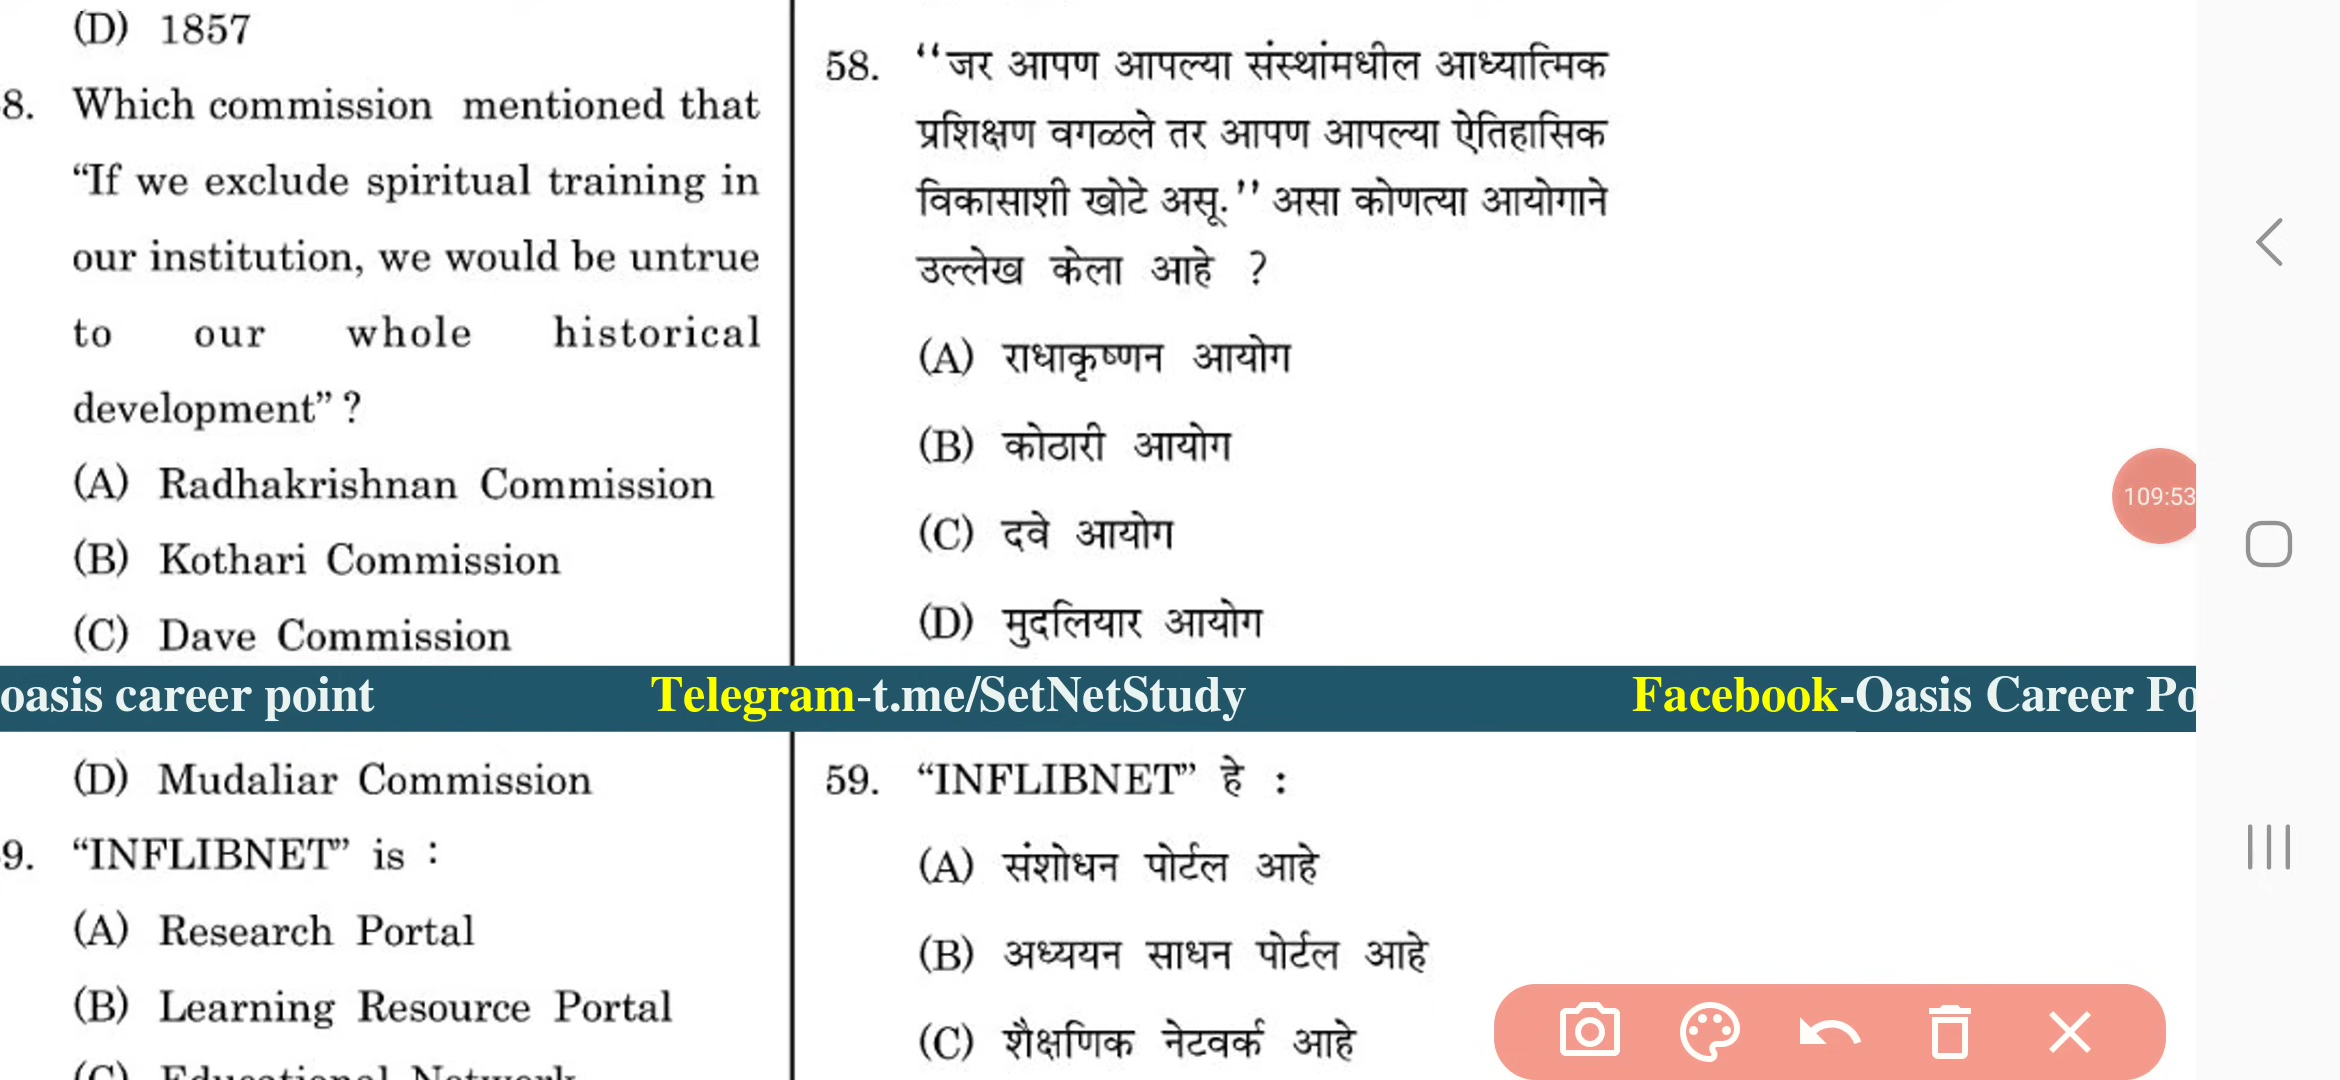 (D) 1857
8. Which commission mentioned that
“If we exclude spiritual training in
our institution, we would be untrue
to our whole historical
development” ?
(A) Radhakrishnan Commission
(B) Kothari Commission
(C) Dave Commission
58. ‘‘जर आपण आपल्या संस्थांमधील आध्यात्मिक
प्रशिक्षण वगळले तर आपण आपल्या ऐतिहासिक
विकासाशी खोटे असू.’’ असा कोणत्या आयोगाने
उल्लेख केला आहे ?
(A) राधाकृष्णन आयोग
(B) कोठारी आयोग
(C) दवे आयोग
(D) मुदलियार आयोग
109:53
oasis career point Telegram-t.me/SetNetStudy Facebook-Oasis Career Po
(D) Mudaliar Commission
9. “INFLIBNET” is :
(A) Research Portal
(B) Learning Resource Portal
(C) Educational Network
59. “INFLIBNET” हे :
(A) संशोधन पोर्टल आहे
(B) अध्ययन साधन पोर्टल आहे
(C) शैक्षणिक नेटवर्क आहे